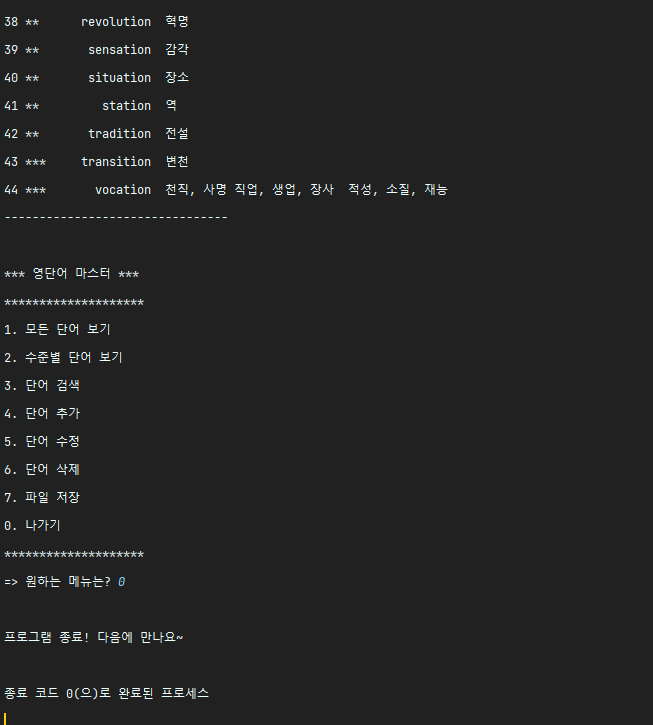 38 **      revolution  혁명
39 **       sensation  감각
40 **       situation  장소
41 **         station  역
42 **       tradition  전설
43 ***     transition  변천
44 ***       vocation  천직, 사명 직업, 생업, 장사  적성, 소질, 재능
--------------------------------
*** 영단어 마스터 ***
********************
1. 모든 단어 보기
2. 수준별 단어 보기
3. 단어 검색
4. 단어 추가
5. 단어 수정
6. 단어 삭제
7. 파일 저장
0. 나가기
********************
=> 원하는 메뉴는? 0
프로그램 종료! 다음에 만나요~
종료 코드 0(으)로 완료된 프로세스